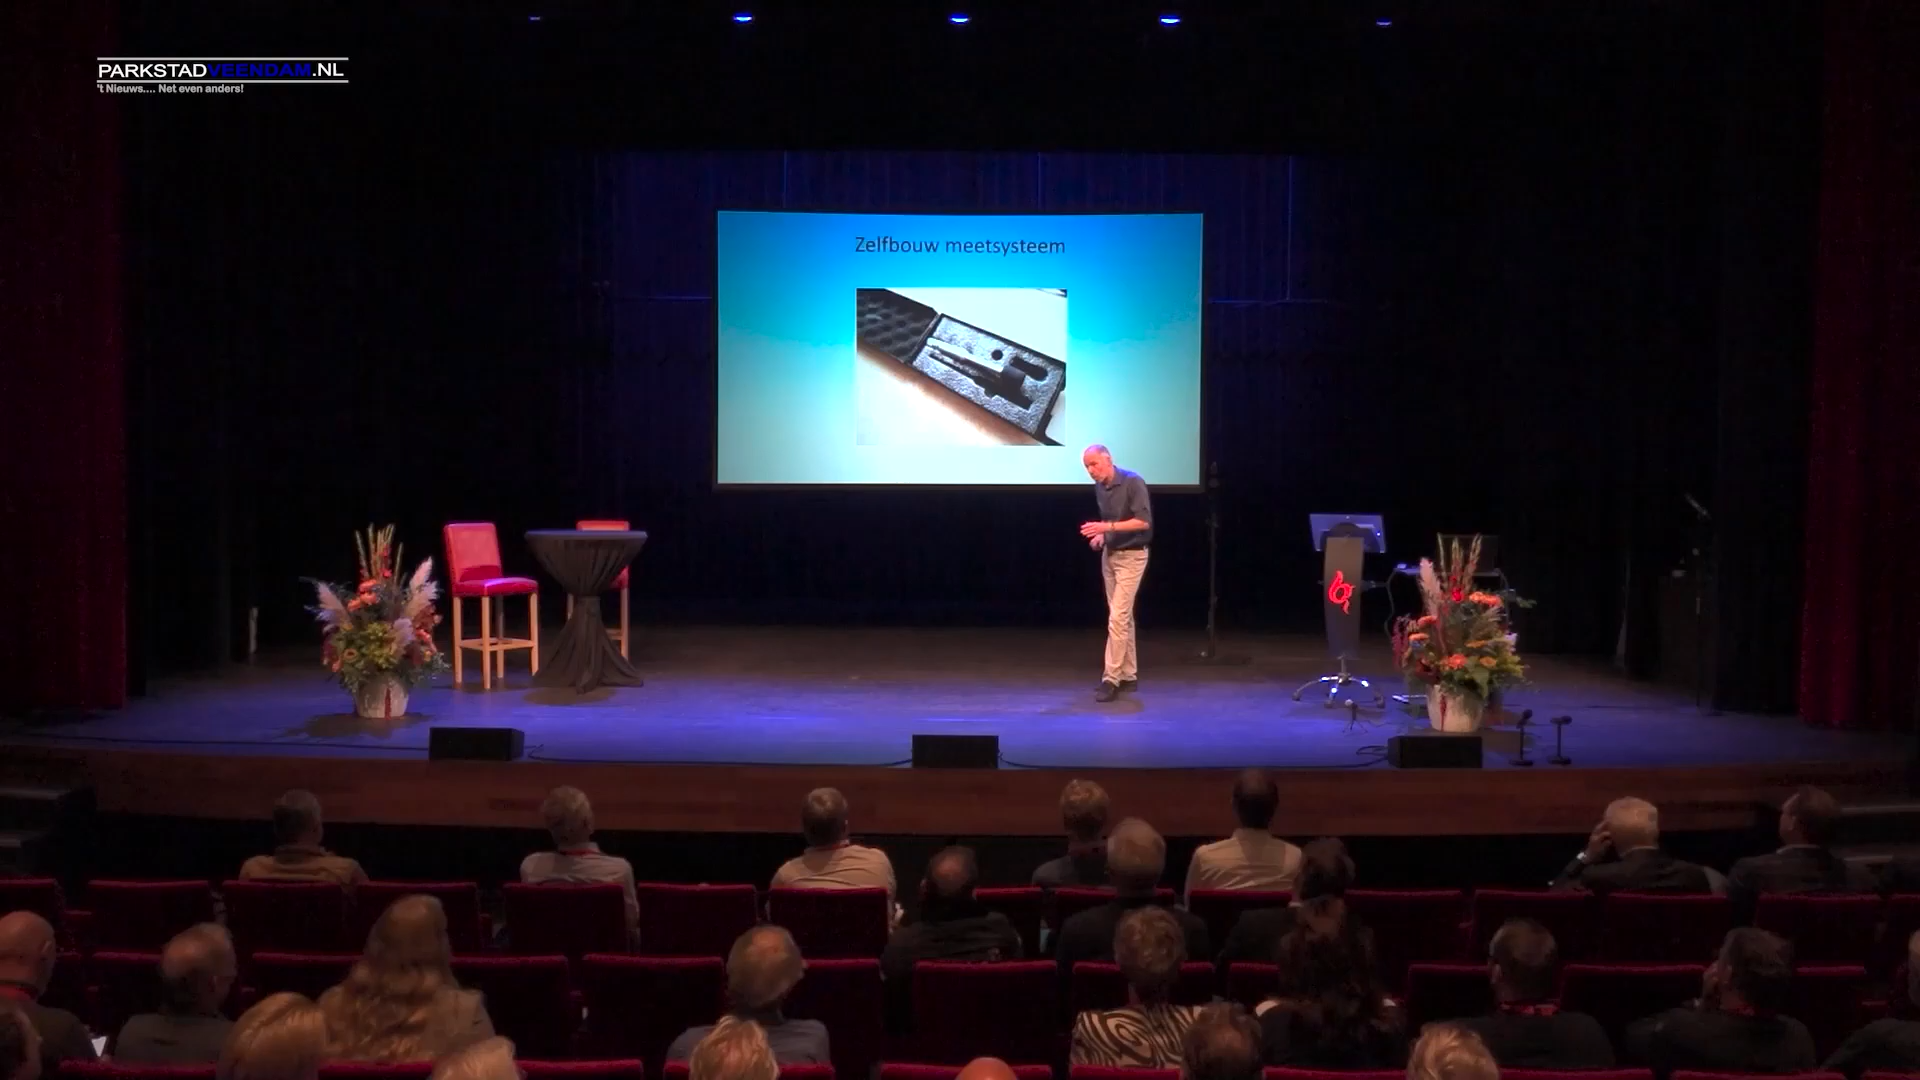 PARKSTADVEENDAM.NL
't Nieuws.... Net even anders!
Zelfbouw meetsysteem